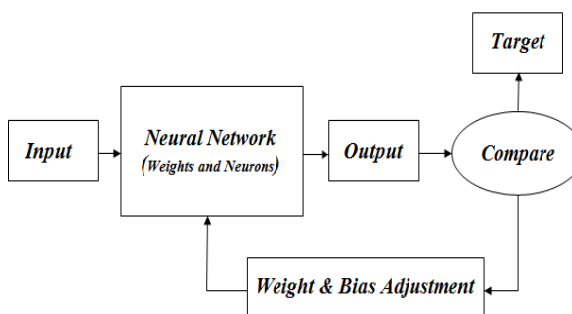 Target
Input
Neural Network
(Weights and Neurons)
Output
Compare
Weight & Bias Adjustment